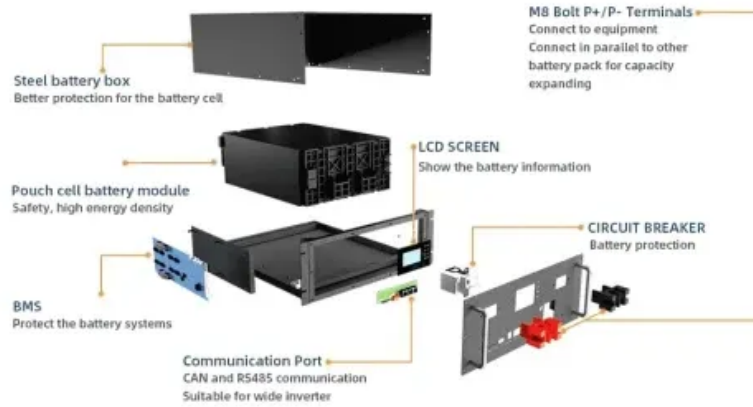 M8 Bolt P+/P- Terminals
Connect to equipment
Connect in parallel to other
battery pack for capacity
expanding
Steel battery box
Better protection for the battery cell
LCD SCREEN
Show the battery information
Pouch cell battery module
Safety, high energy density
CIRCUIT BREAKER
Battery protection
BMS
Protect the battery systems
Communication Port
CAN and RS485 communication
Suitable for wide inverter